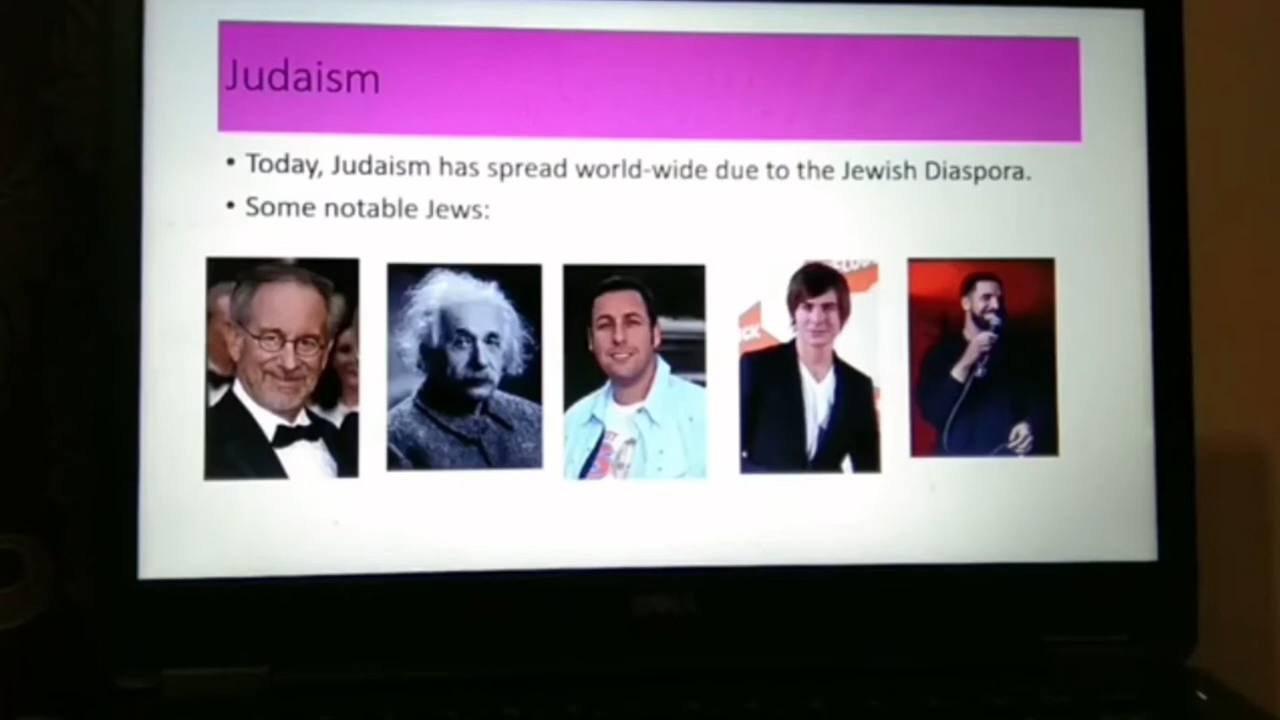 Judaism
• Today, Judaism has spread world-wide due to the Jewish Diaspora.
• Some notable Jews: